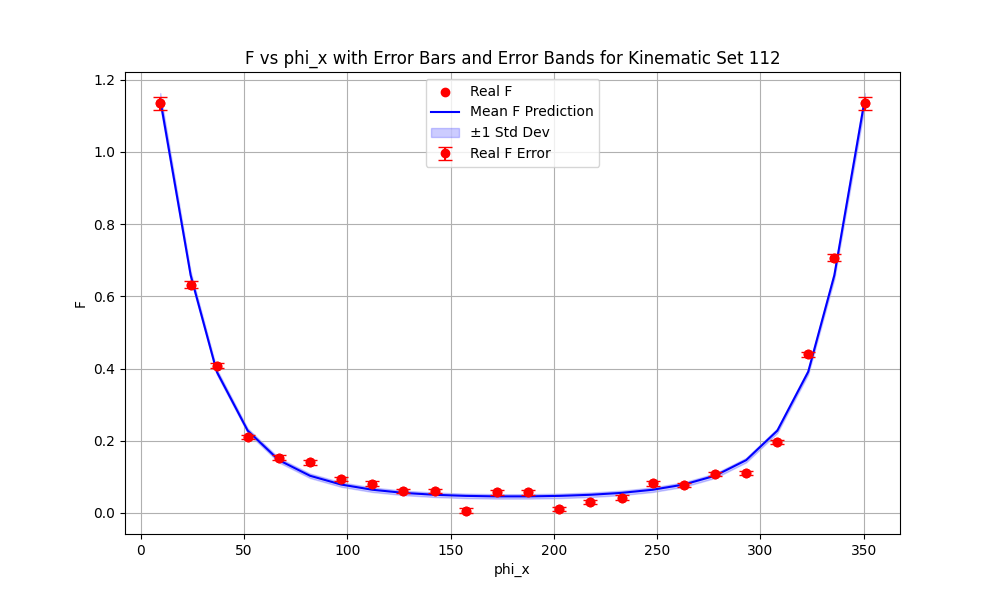 F vs phi_x with Error Bars and Error Bands for Kinematic Set 112
Real F
Mean F Prediction
±1 Std Dev
Real F Error
1.2
1.0
0.8
0.6
0.4
0.2
0.0
F
0 50 100 150 200 250 300 350
phi_x